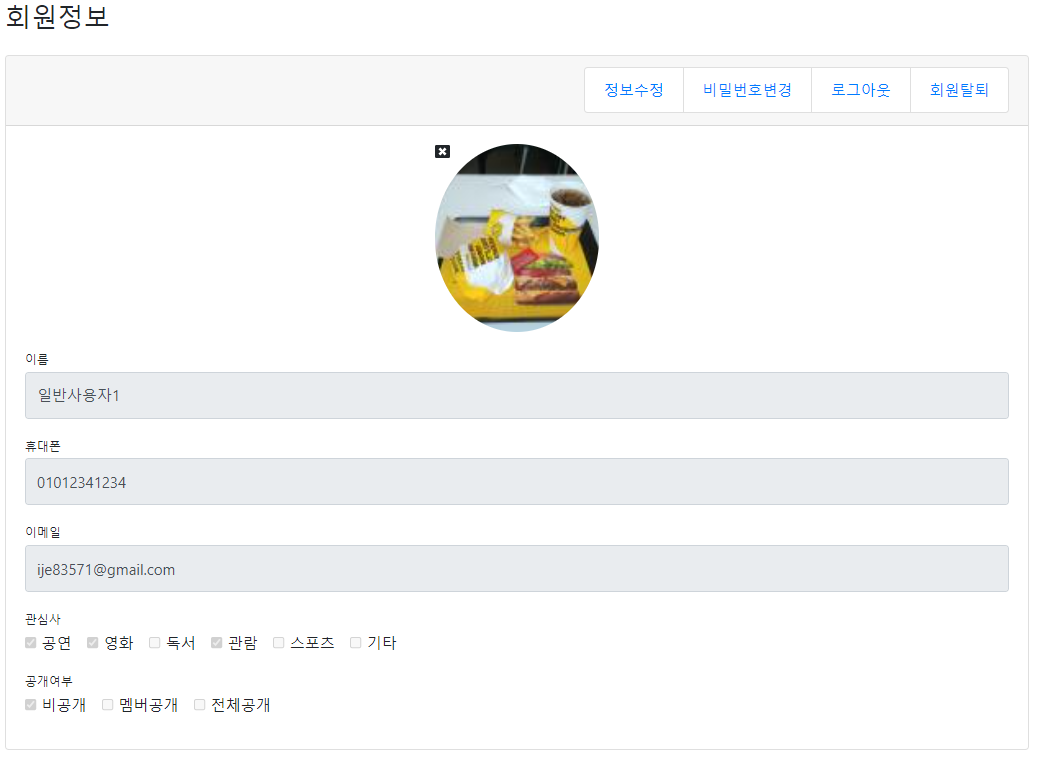 회원정보
정보수정 비밀번호변경 로그아웃 회원탈퇴
이름
일반사용자1
휴대폰
01012341234
이메일
ije83571@gmail.com
관심사
공연 영화 독서 관람 스포츠 기타
공개여부
비공개 멤버공개 전체공개